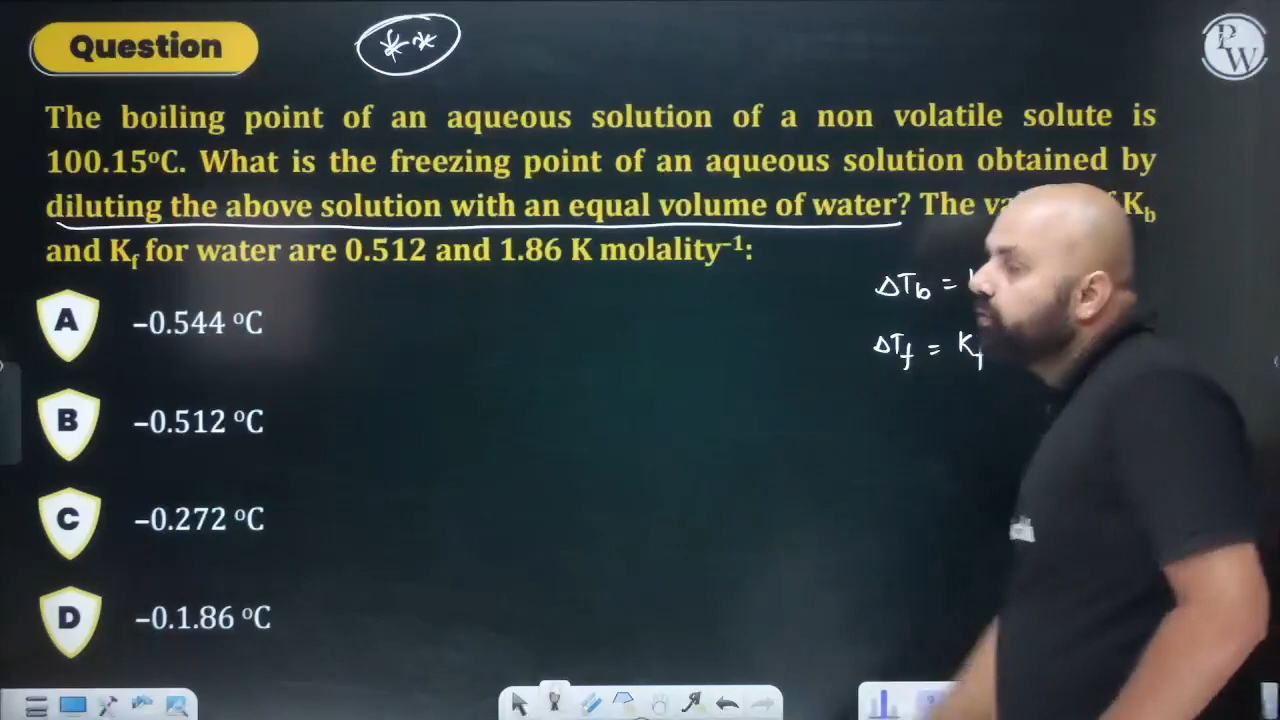 Question
**
PW
The boiling point of an aqueous solution of a non volatile solute is
100.15°C. What is the freezing point of an aqueous solution obtained by
diluting the above solution with an equal volume of water? The Kb
and Kf for water are 0.512 and 1.86 K molality⁻¹:
ΔTb =
ΔTf = Kf
A -0.544 °C
B -0.512 °C
C -0.272 °C
D -0.1.86 °C